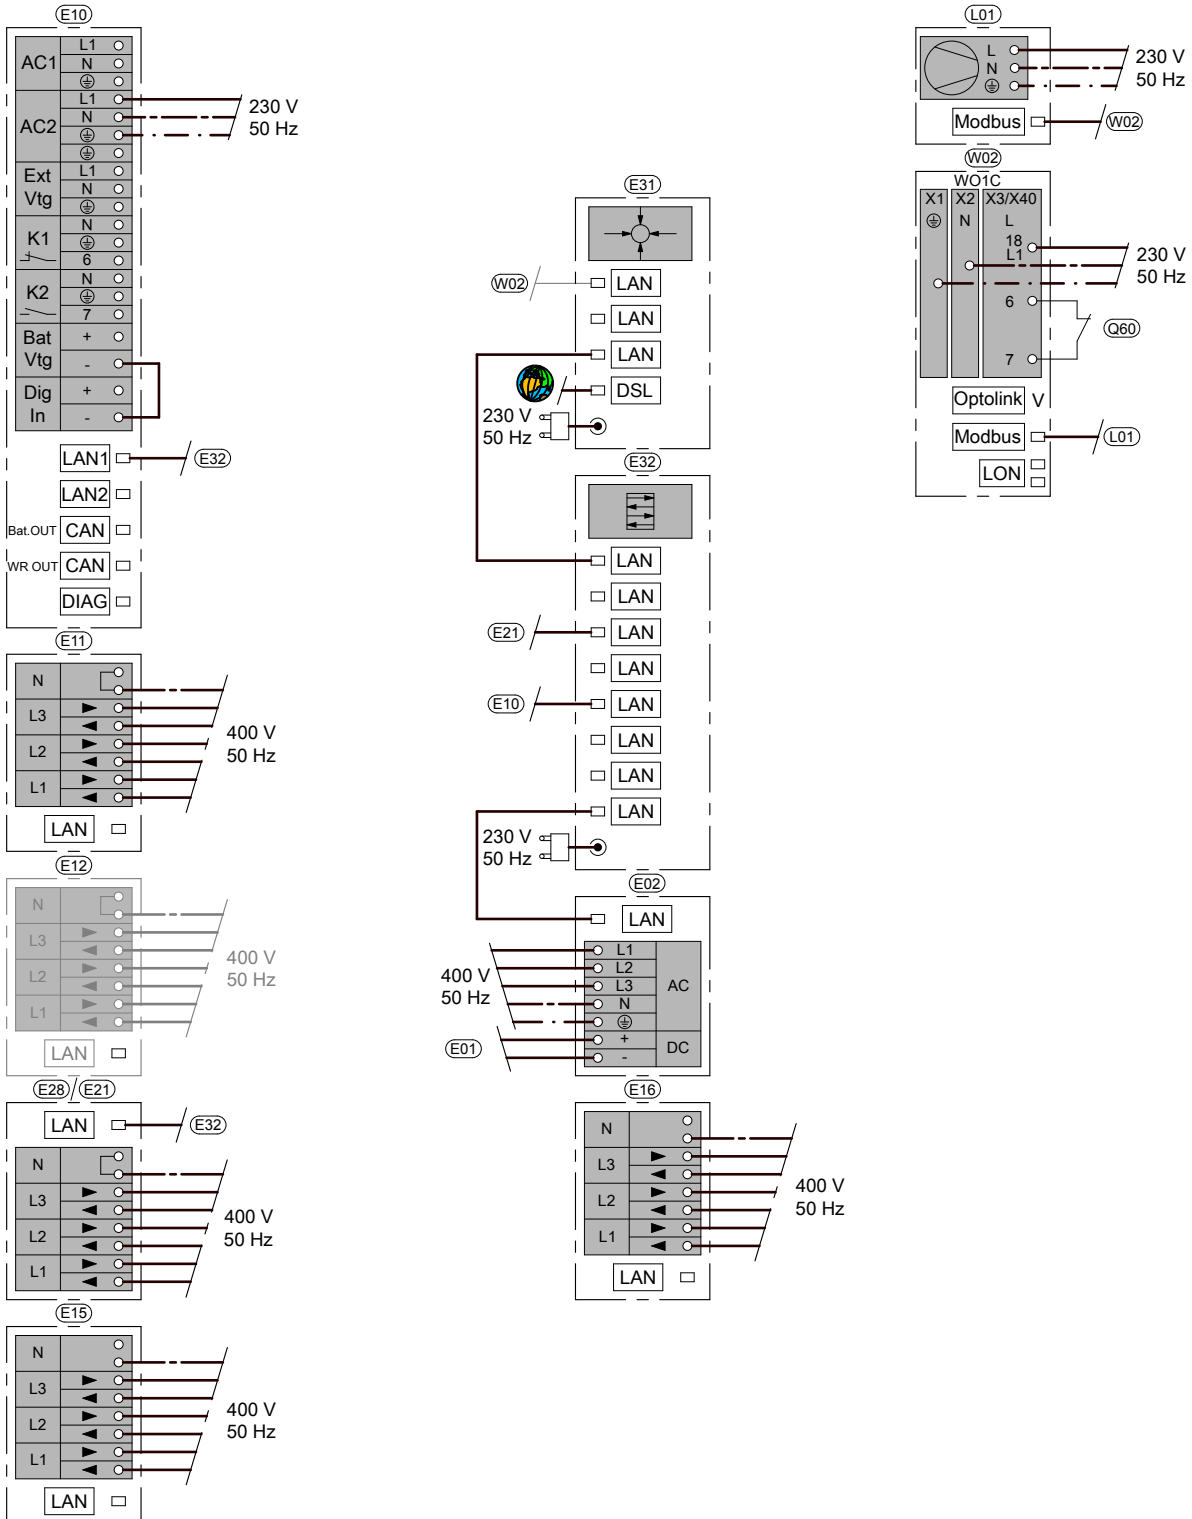 E10
AC1
L1
N
AC2
L1
N
230 V
50 Hz
Ext
Vtg
L1
N
K1
N
6
K2
N
7
Bat
Vtg
+
-
Dig
In
+
-
LAN1
E32
LAN2
Bat.OUT CAN
WR OUT CAN
DIAG
E11
N
L3
L2
L1
400 V
50 Hz
LAN
E12
N
L3
L2
L1
400 V
50 Hz
LAN
E28 / E21
LAN
E32
N
L3
L2
L1
400 V
50 Hz
LAN
E15
N
L3
L2
L1
400 V
50 Hz
LAN
E31
W02
LAN
LAN
LAN
DSL
230 V
50 Hz
E32
LAN
LAN
E21
LAN
LAN
E10
LAN
LAN
LAN
LAN
230 V
50 Hz
E02
LAN
400 V
50 Hz
L1
L2
L3
N
AC
E01
+
-
DC
E16
N
L3
L2
L1
400 V
50 Hz
LAN
L01
L
N
230 V
50 Hz
Modbus
W02
W02
WO1C
X1 X2 X3/X40
N L
18
L1
230 V
50 Hz
6
7
Q60
Optolink V
Modbus
L01
LON